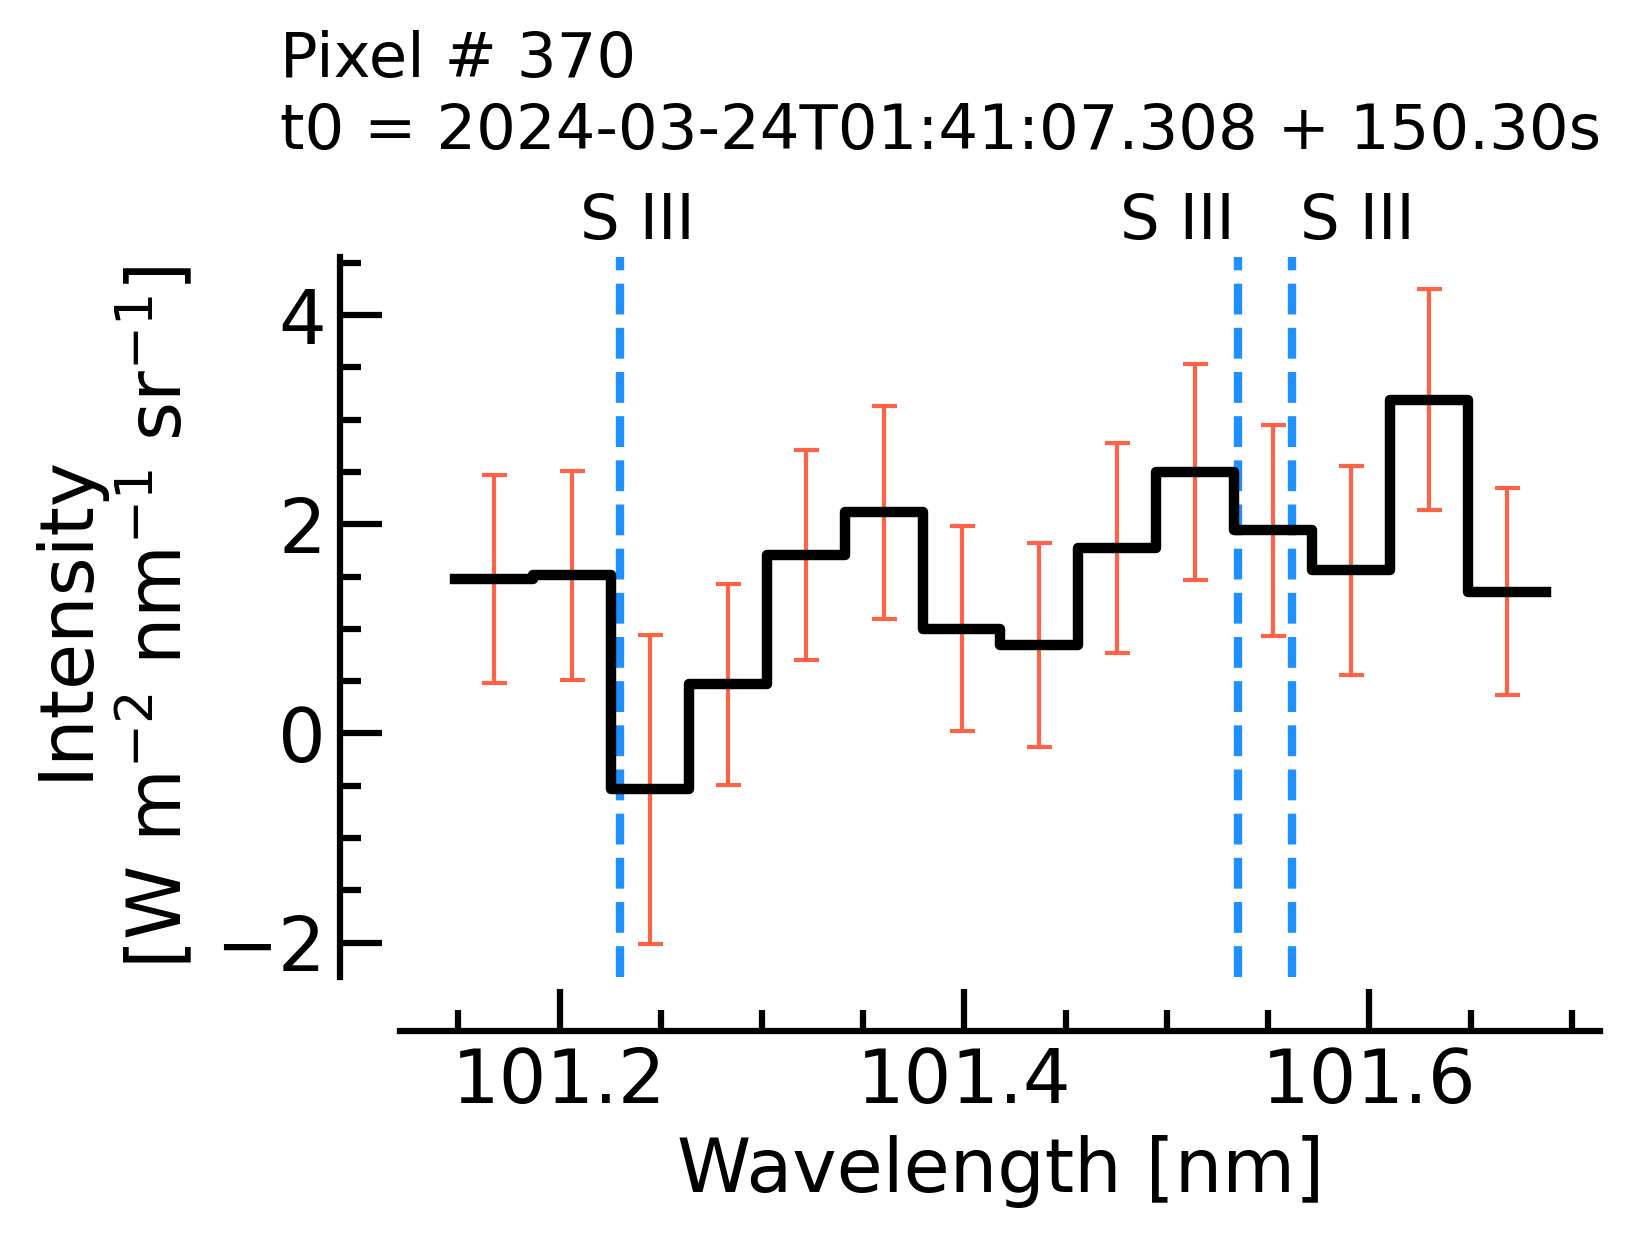 Pixel # 370
t0 = 2024-03-24T01:41:07.308 + 150.30s
S III S III S III
Intensity
[W m⁻² nm⁻¹ sr⁻¹]
4
2
0
−2
101.2 101.4 101.6
Wavelength [nm]